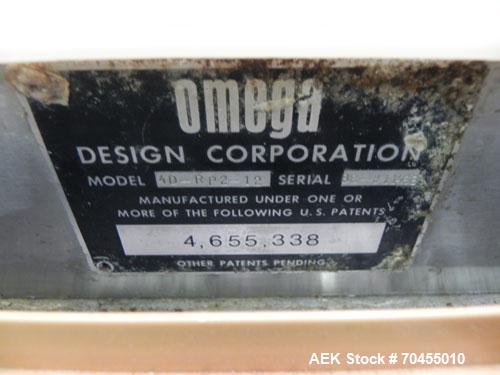 omega
DESIGN CORPORATION
MODEL 4D-RP2-12 SERIAL
MANUFACTURED UNDER ONE OR
MORE OF THE FOLLOWING U.S. PATENTS
4,655,338
OTHER PATENTS PENDING
AEK Stock # 70455010